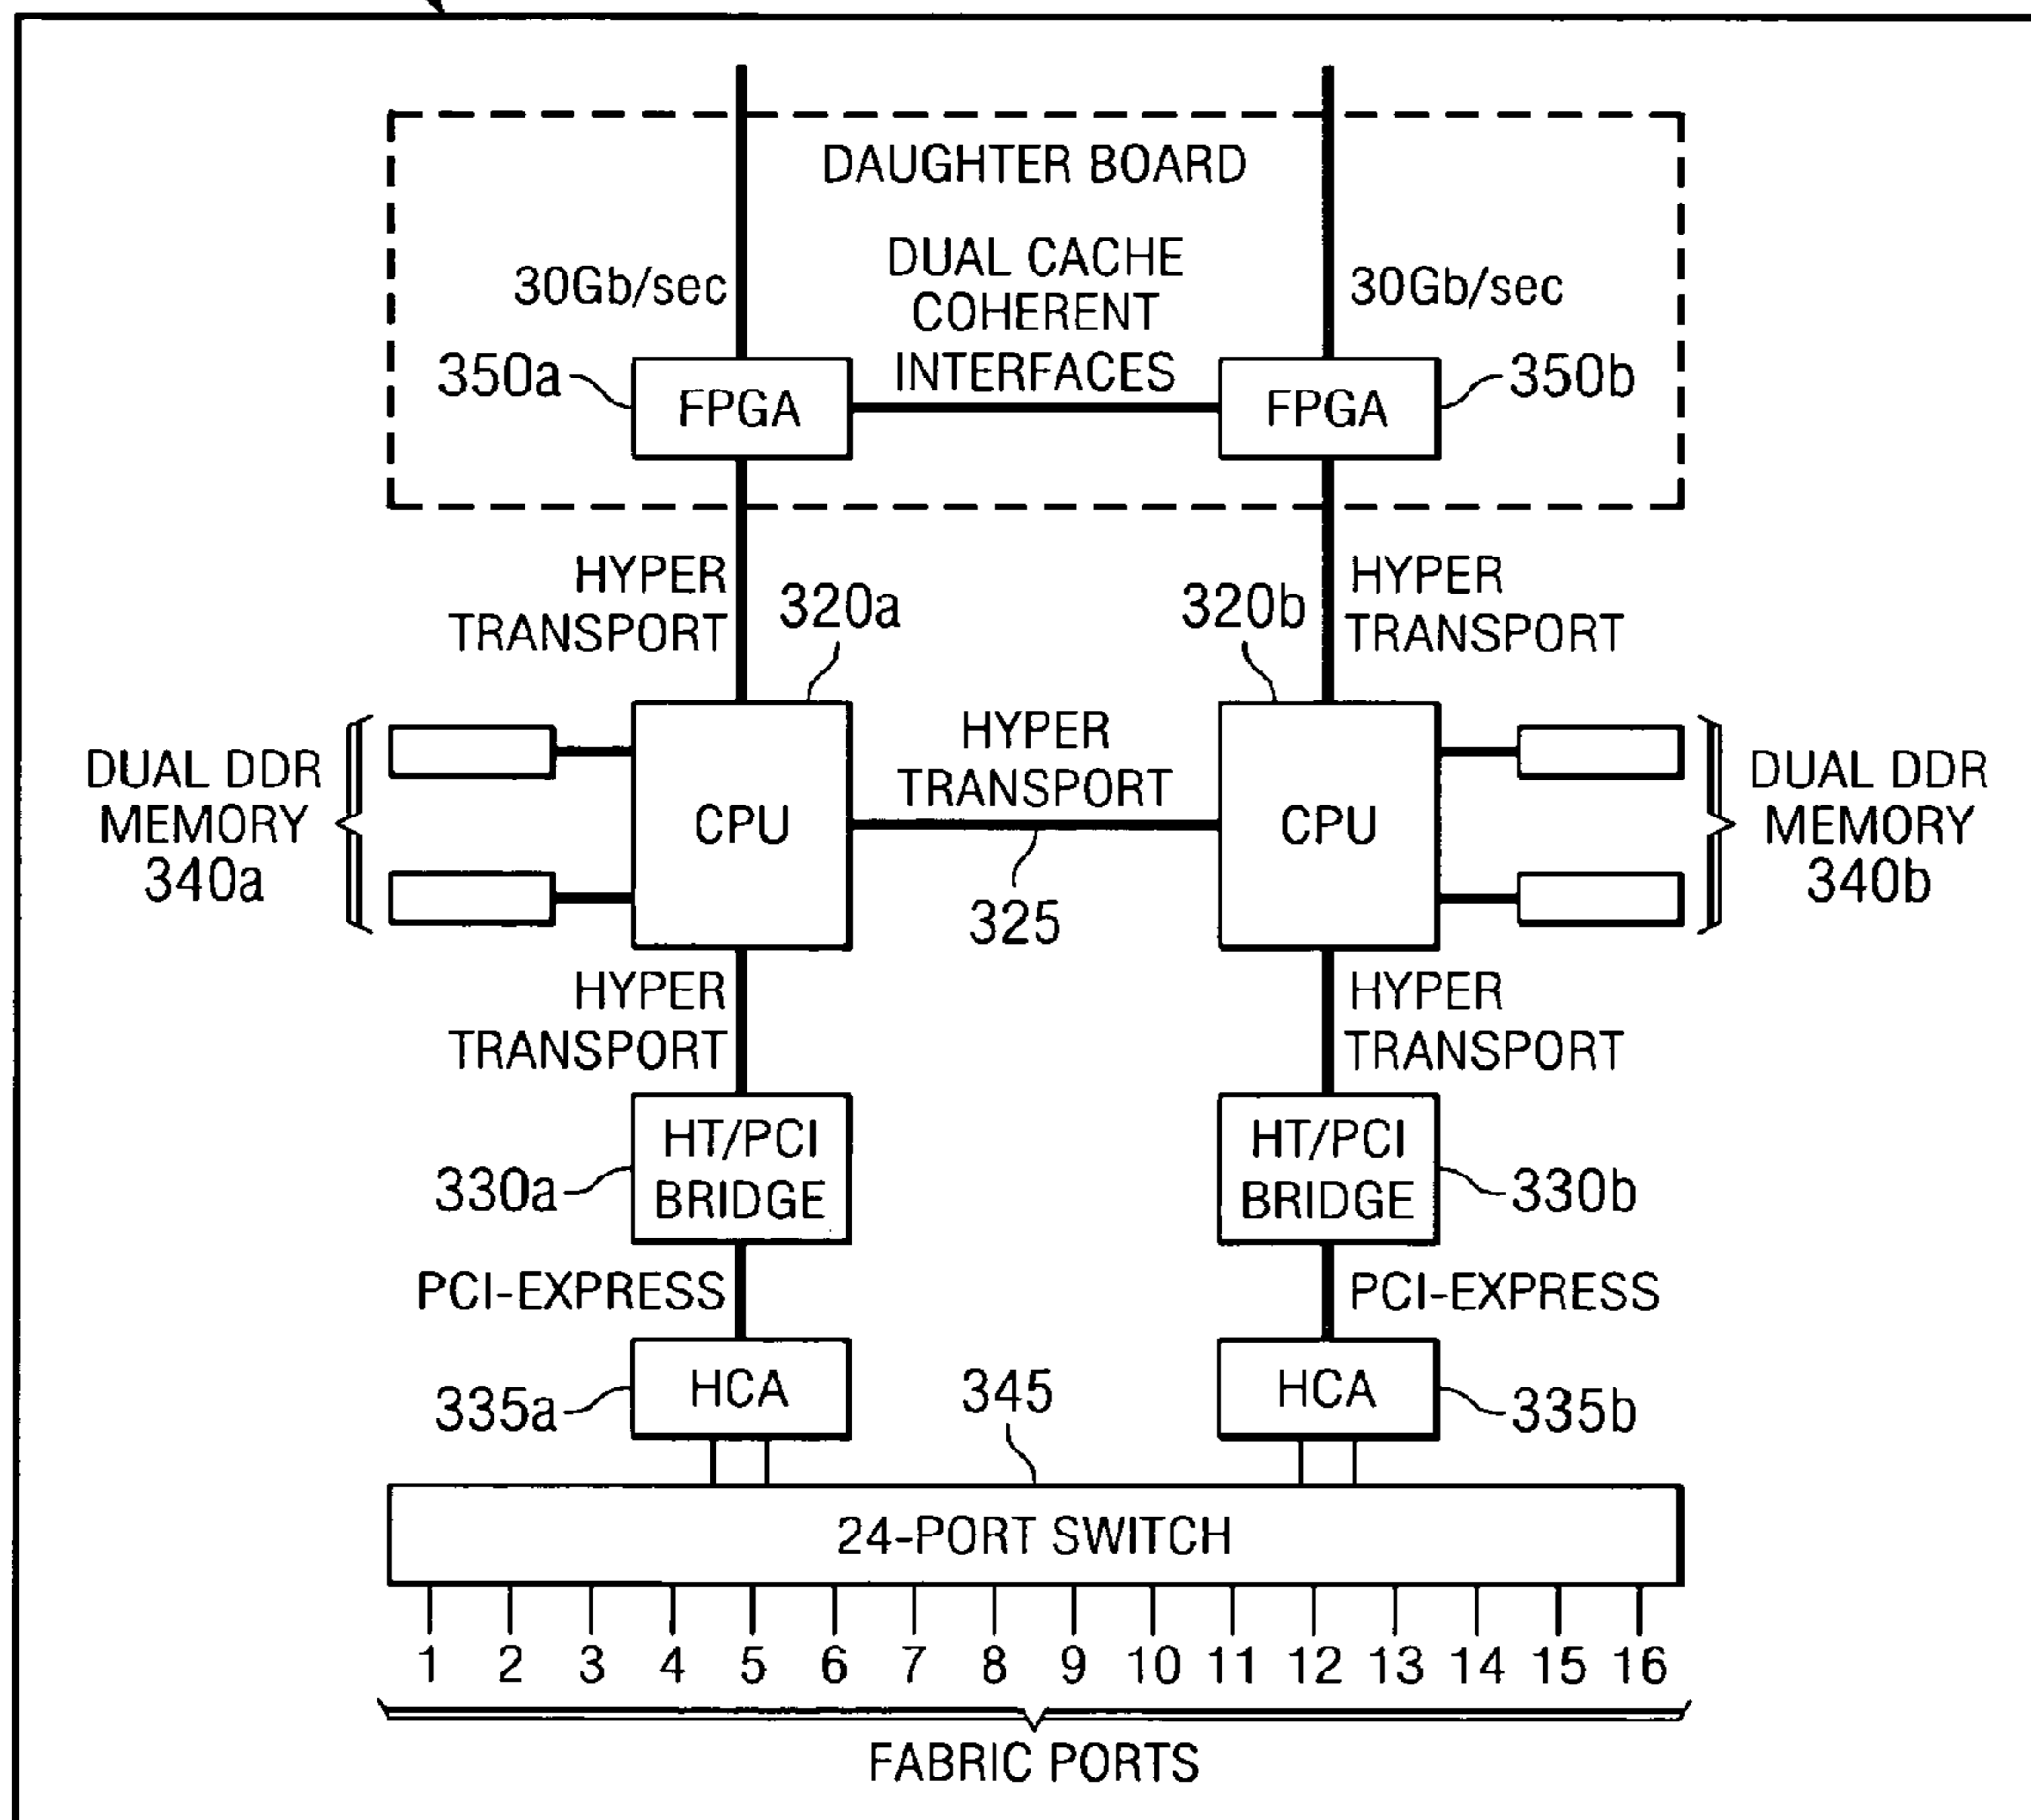 DAUGHTER BOARD
DUAL CACHE
COHERENT
INTERFACES
30Gb/sec
30Gb/sec
350a
FPGA
FPGA
350b
HYPER
TRANSPORT
320a
320b
HYPER
TRANSPORT
DUAL DDR
MEMORY
340a
CPU
HYPER
TRANSPORT
325
CPU
DUAL DDR
MEMORY
340b
HYPER
TRANSPORT
HYPER
TRANSPORT
330a
HT/PCI
BRIDGE
HT/PCI
BRIDGE
330b
PCI-EXPRESS
PCI-EXPRESS
335a
HCA
345
HCA
335b
24-PORT SWITCH
1 2 3 4 5 6 7 8 9 10 11 12 13 14 15 16
FABRIC PORTS